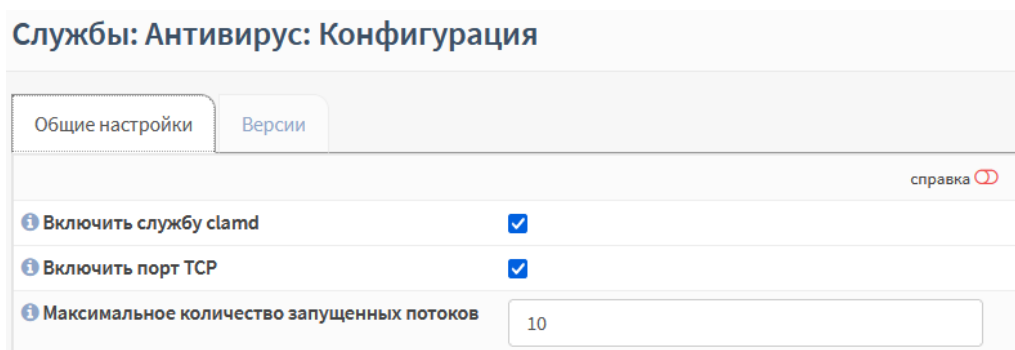 Службы: Антивирус: Конфигурация
Общие настройки
Версии
справка
Включить службу clamd
Включить порт TCP
Максимальное количество запущенных потоков
10